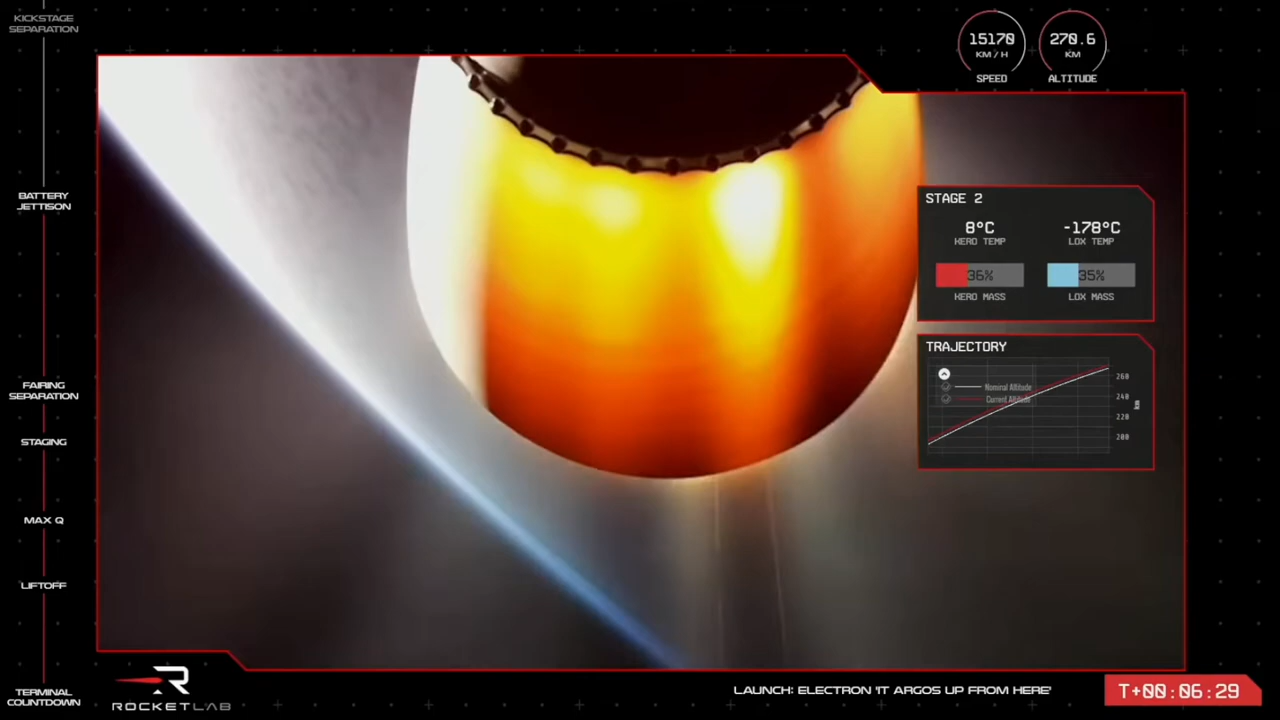 KICKSTAGE
SEPARATION
BATTERY
JETTISON
FAIRING
SEPARATION
STAGING
MAX Q
LIFTOFF
TERMINAL
COUNTDOWN
15170
KM/H
SPEED
270.6
KM
ALTITUDE
STAGE 2
8°C
KERO TEMP
-178°C
LOX TEMP
36%
KERO MASS
35%
LOX MASS
TRAJECTORY
Nominal Altitude
Current Altitude
260
240
220
200
km
ROCKETLAB
LAUNCH: ELECTRON 'IT ARGOS UP FROM HERE'
T+00:06:29